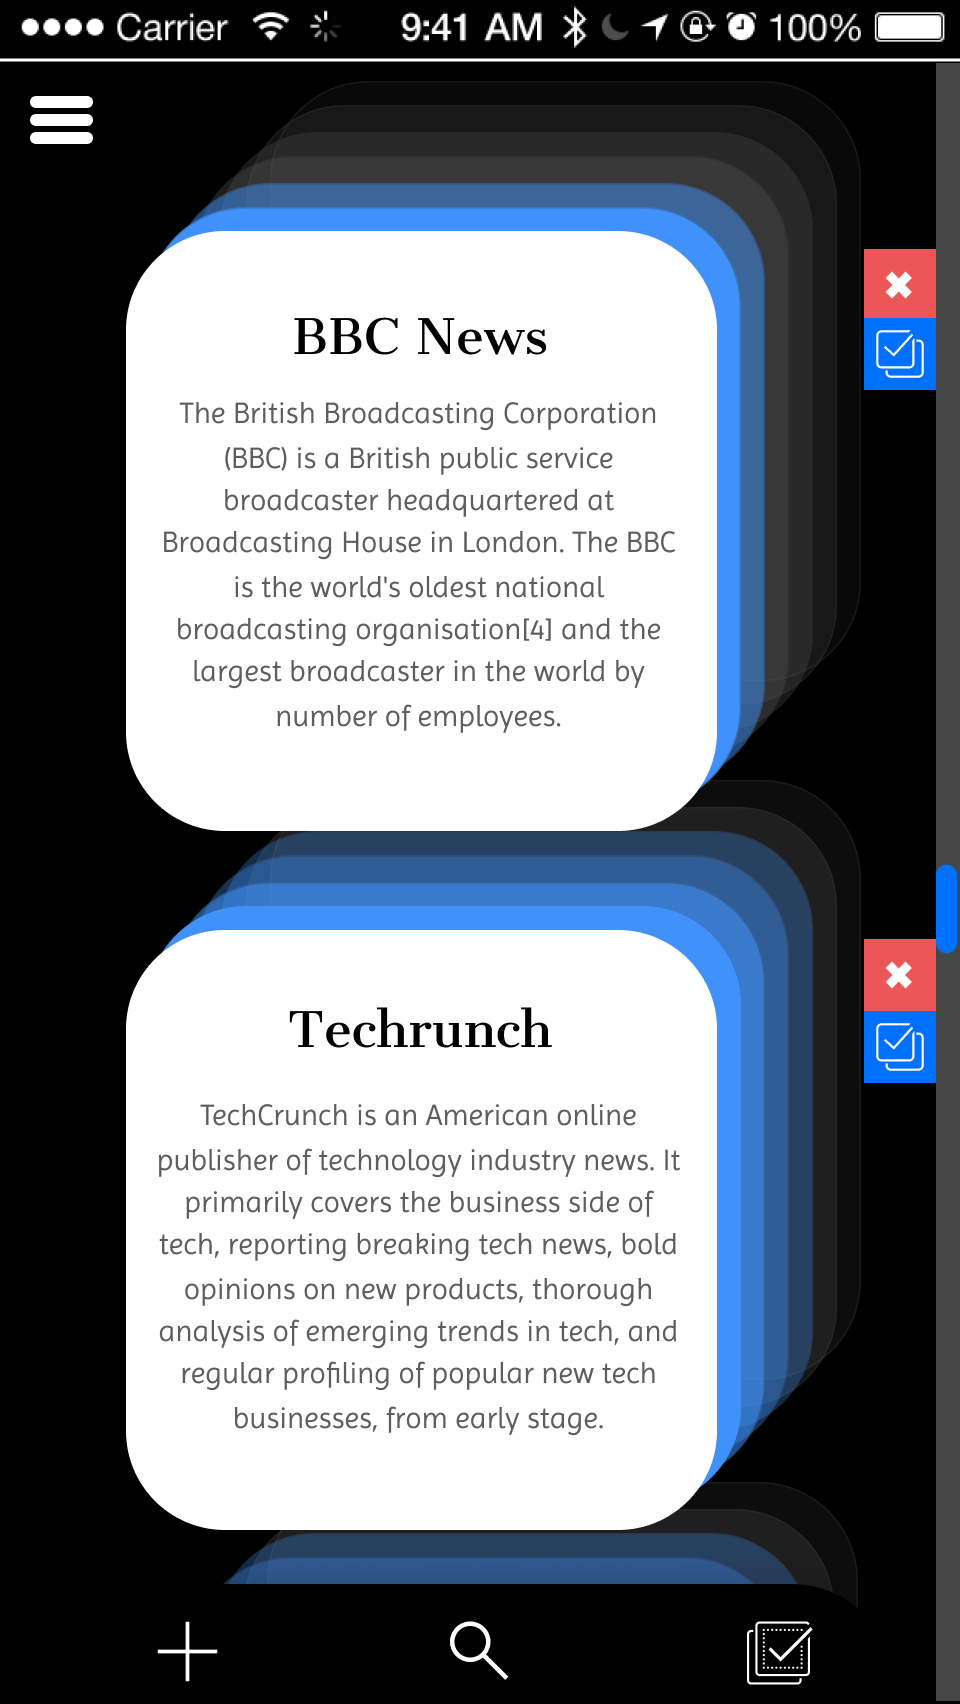 Carrier 9:41 AM 100%
BBC News
The British Broadcasting Corporation
(BBC) is a British public service
broadcaster headquartered at
Broadcasting House in London. The BBC
is the world's oldest national
broadcasting organisation[4] and the
largest broadcaster in the world by
number of employees.
Techrunch
TechCrunch is an American online
publisher of technology industry news. It
primarily covers the business side of
tech, reporting breaking tech news, bold
opinions on new products, thorough
analysis of emerging trends in tech, and
regular profiling of popular new tech
businesses, from early stage.